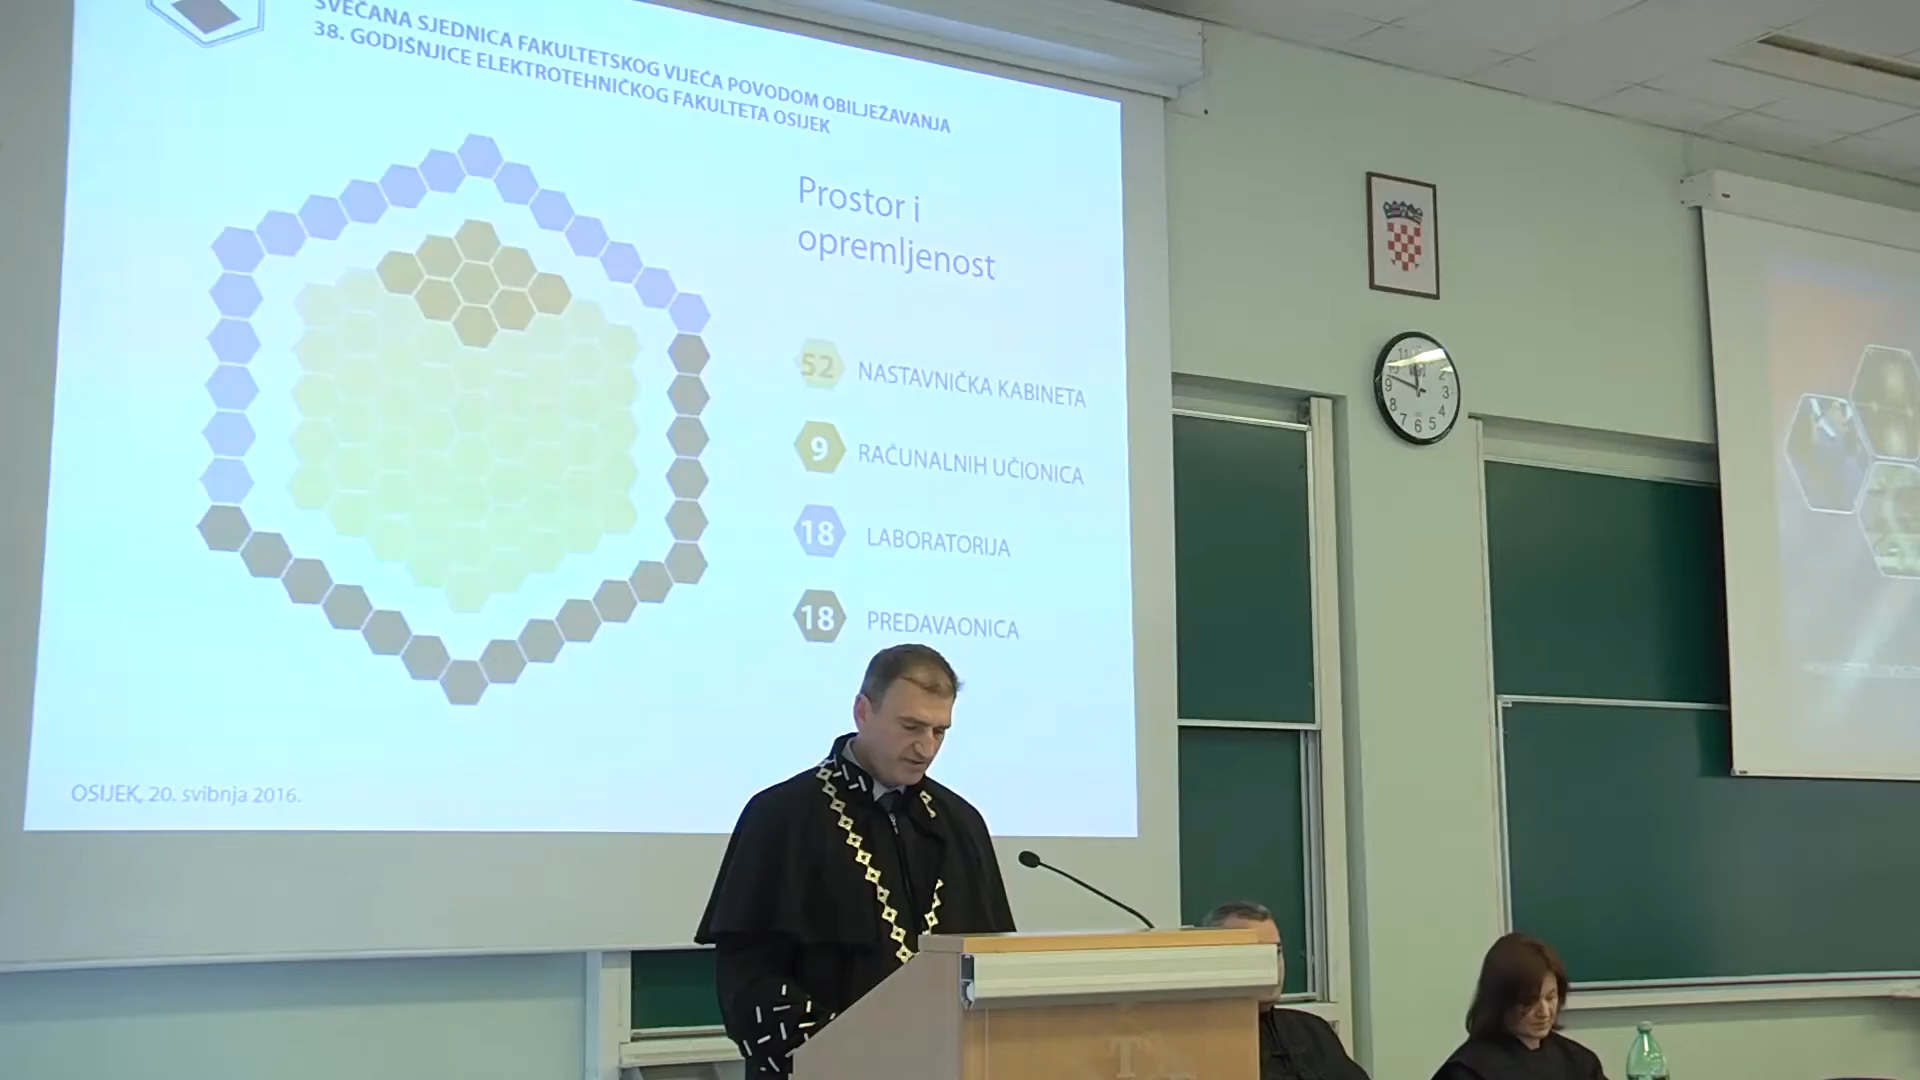 SVEČANA SJEDNICA FAKULTETSKOG VIJEĆA POVODOM OBILJEŽAVANJA
38. GODIŠNJICE ELEKTROTEHNIČKOG FAKULTETA OSIJEK
Prostor i
opremljenost
52 NASTAVNIČKA KABINETA
9 RAČUNALNIH UČIONICA
18 LABORATORIJA
18 PREDAVAONICA
OSIJEK, 20. svibnja 2016.